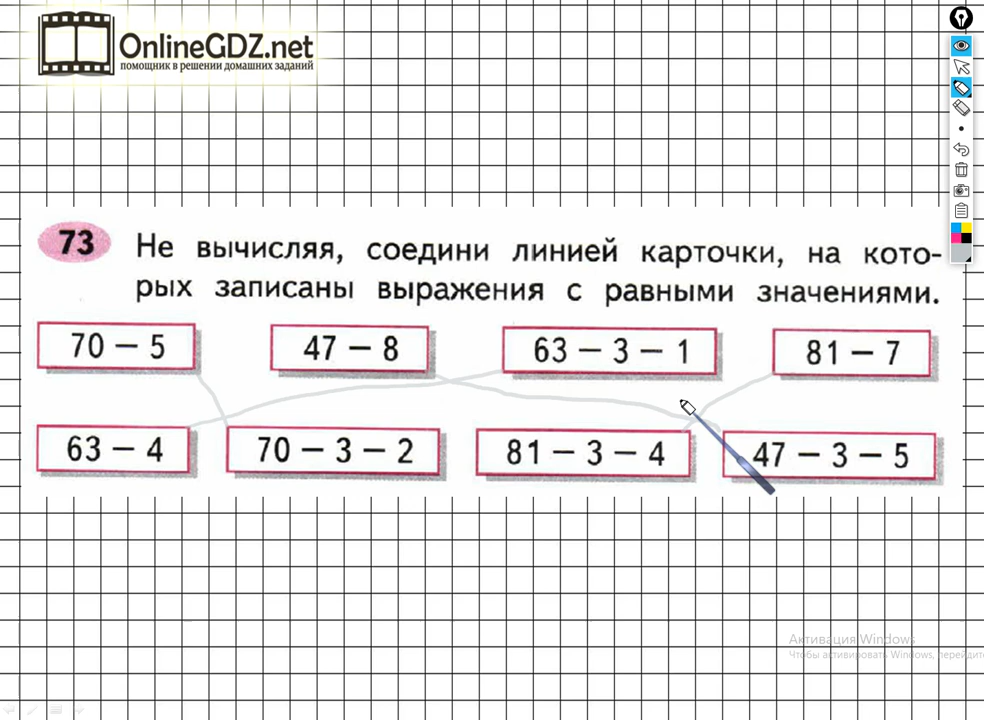 OnlineGDZ.net
помощник в решении домашних заданий
73 Не вычисляя, соедини линией карточки, на кото-
рых записаны выражения с равными значениями.
70 – 5 47 – 8 63 – 3 – 1 81 – 7
63 – 4 70 – 3 – 2 81 – 3 – 4 47 – 3 – 5
Активация Windows
Чтобы активировать Windows, перейдите